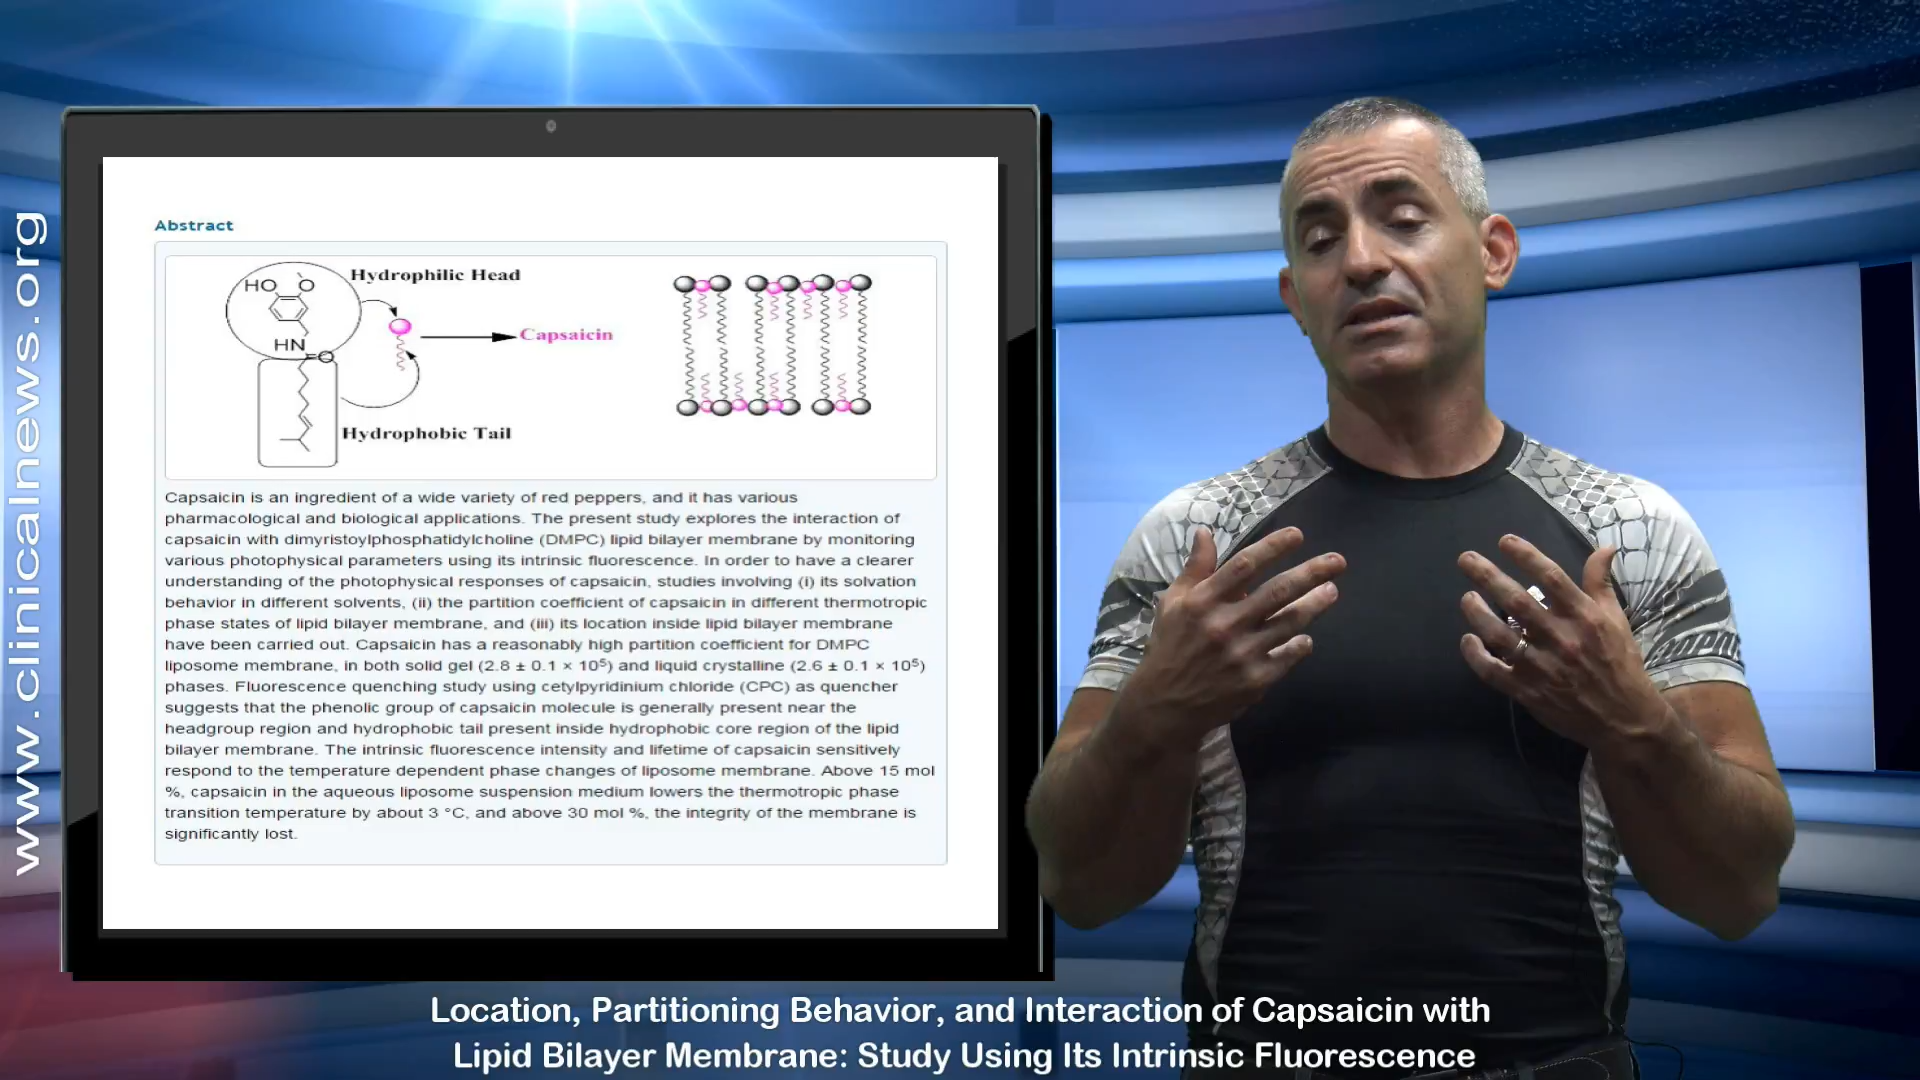 www.clinicalnews.org
Abstract
Hydrophilic Head
HO
O
HN
O
Capsaicin
Hydrophobic Tail
Capsaicin is an ingredient of a wide variety of red peppers, and it has various
pharmacological and biological applications. The present study explores the interaction of
capsaicin with dimyristoylphosphatidylcholine (DMPC) lipid bilayer membrane by monitoring
various photophysical parameters using its intrinsic fluorescence. In order to have a clearer
understanding of the photophysical responses of capsaicin, studies involving (i) its solvation
behavior in different solvents, (ii) the partition coefficient of capsaicin in different thermotropic
phase states of lipid bilayer membrane, and (iii) its location inside lipid bilayer membrane
have been carried out. Capsaicin has a reasonably high partition coefficient for DMPC
liposome membrane, in both solid gel (2.8 ± 0.1 × 10⁵) and liquid crystalline (2.6 ± 0.1 × 10⁵)
phases. Fluorescence quenching study using cetylpyridinium chloride (CPC) as quencher
suggests that the phenolic group of capsaicin molecule is generally present near the
headgroup region and hydrophobic tail present inside hydrophobic core region of the lipid
bilayer membrane. The intrinsic fluorescence intensity and lifetime of capsaicin sensitively
respond to the temperature dependent phase changes of liposome membrane. Above 15 mol
%, capsaicin in the aqueous liposome suspension medium lowers the thermotropic phase
transition temperature by about 3 °C, and above 30 mol %, the integrity of the membrane is
significantly lost.
Location, Partitioning Behavior, and Interaction of Capsaicin with
Lipid Bilayer Membrane: Study Using Its Intrinsic Fluorescence